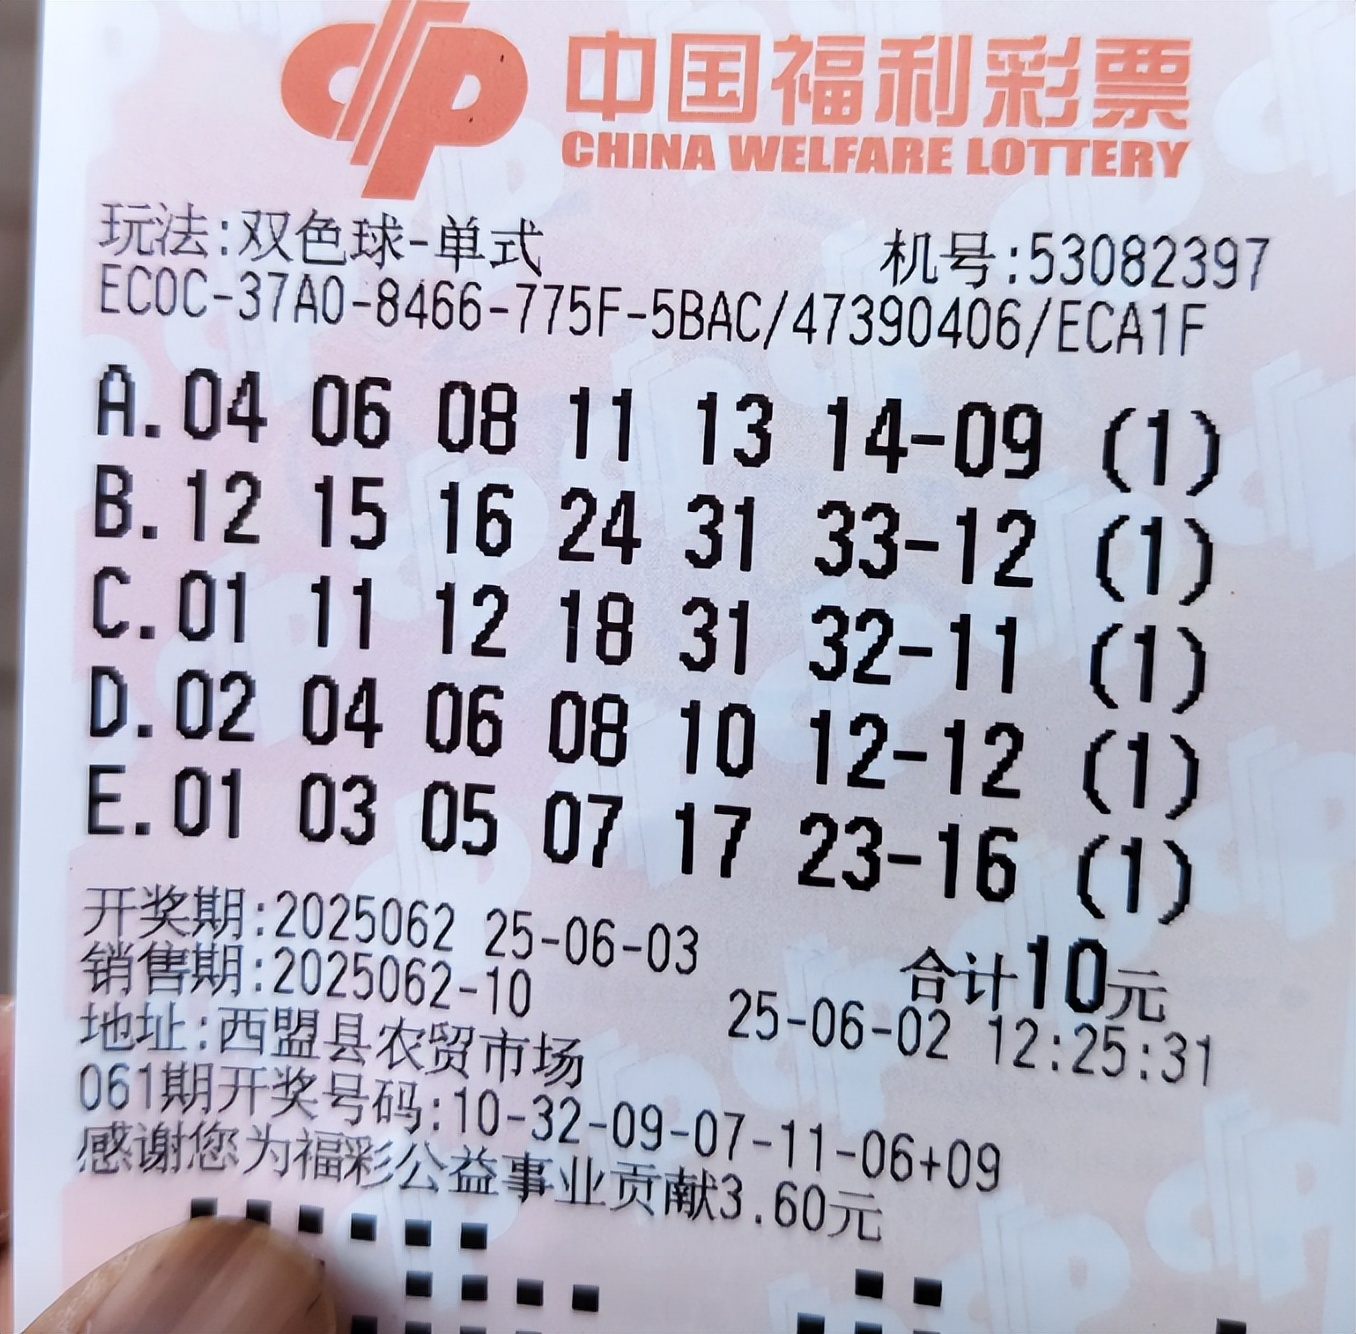 中国福利彩票
CHINA WELFARE LOTTERY
玩法:双色球-单式 机号:53082397
EC0C-37A0-8466-775F-5BAC/47390406/ECA1F
A.04 06 08 11 13 14-09 (1)
B.12 15 16 24 31 33-12 (1)
C.01 11 12 18 31 32-11 (1)
D.02 04 06 08 10 12-12 (1)
E.01 03 05 07 17 23-16 (1)
开奖期:2025062 25-06-03 合计10元
销售期:2025062-10 25-06-02 12:25:31
地址:西盟县农贸市场
061期开奖号码:10-32-09-07-11-06+09
感谢您为福彩公益事业贡献3.60元